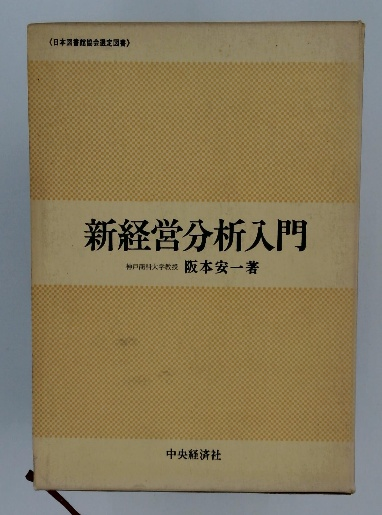 〈日本図書館協会選定図書〉
新経営分析入門
神戸商科大学教授 阪本安一著
中央経済社